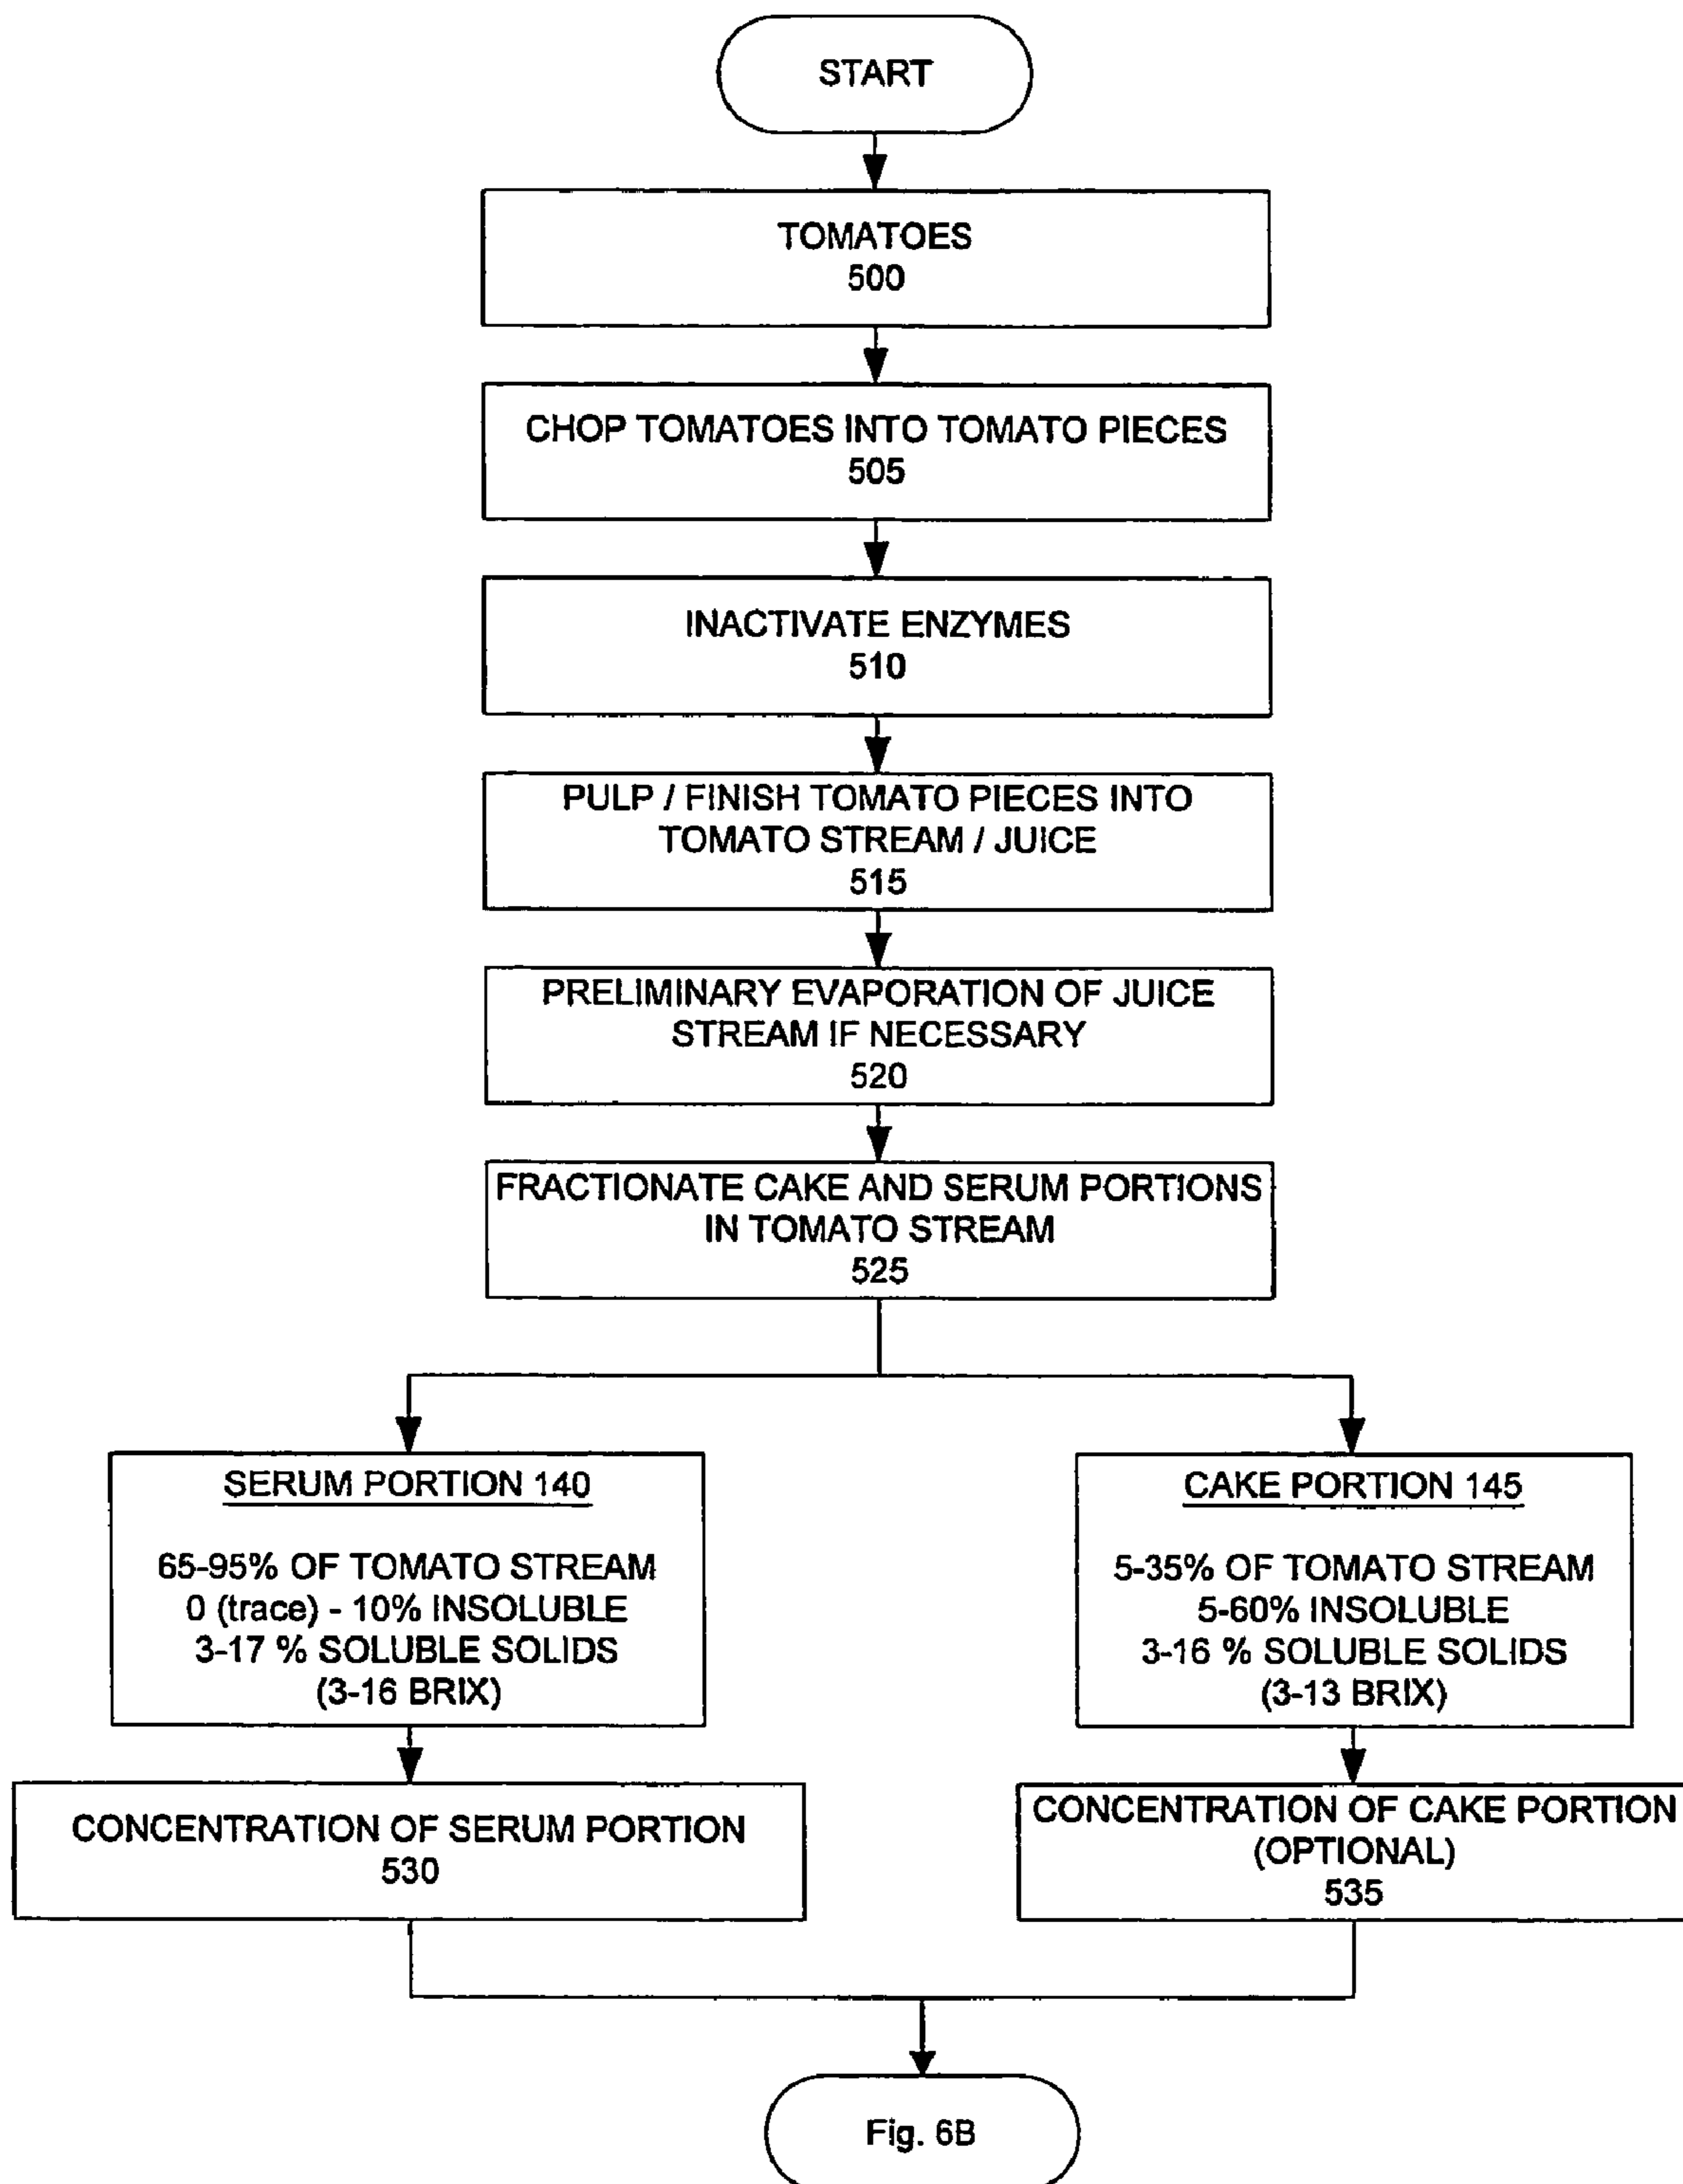 START
TOMATOES
500
CHOP TOMATOES INTO TOMATO PIECES
505
INACTIVATE ENZYMES
510
PULP / FINISH TOMATO PIECES INTO
TOMATO STREAM / JUICE
515
PRELIMINARY EVAPORATION OF JUICE
STREAM IF NECESSARY
520
FRACTIONATE CAKE AND SERUM PORTIONS
IN TOMATO STREAM
525
SERUM PORTION 140
65-95% OF TOMATO STREAM
0 (trace) - 10% INSOLUBLE
3-17 % SOLUBLE SOLIDS
(3-16 BRIX)
CAKE PORTION 145
5-35% OF TOMATO STREAM
5-60% INSOLUBLE
3-16 % SOLUBLE SOLIDS
(3-13 BRIX)
CONCENTRATION OF SERUM PORTION
530
CONCENTRATION OF CAKE PORTION
(OPTIONAL)
535
Fig. 6B